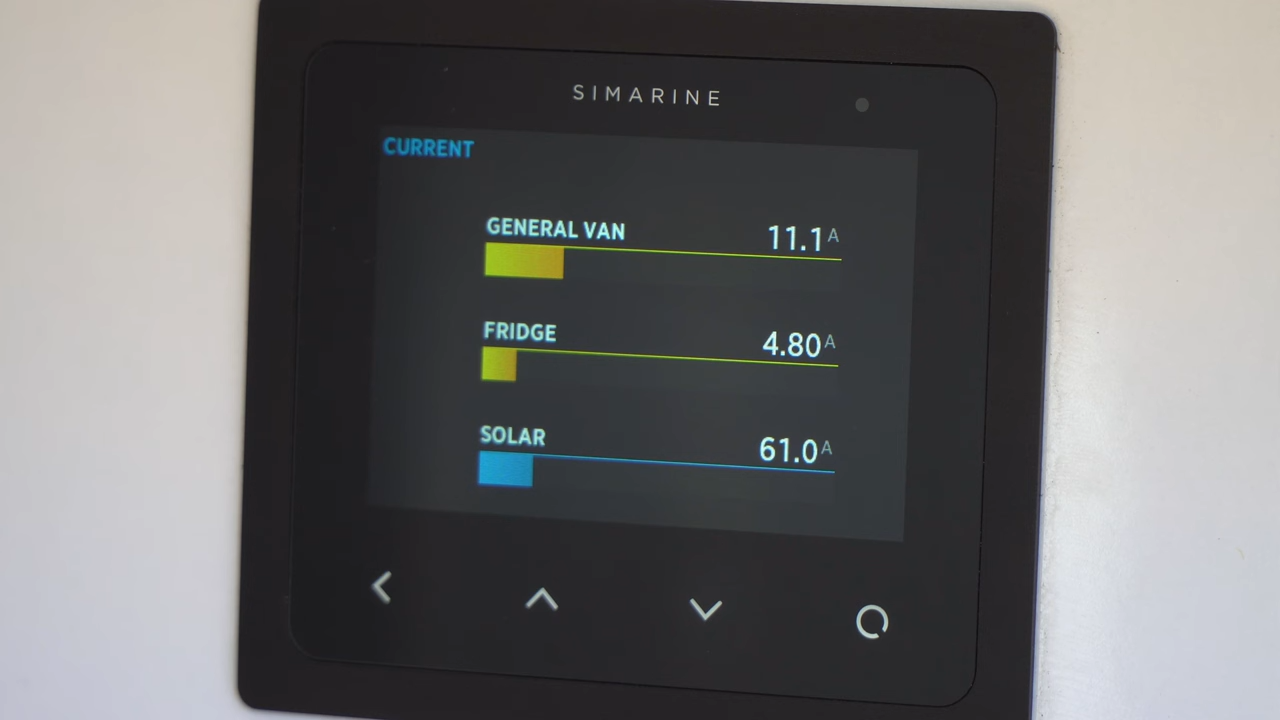 SIMARINE
CURRENT
GENERAL VAN 11.1 A
FRIDGE 4.80 A
SOLAR 61.0 A